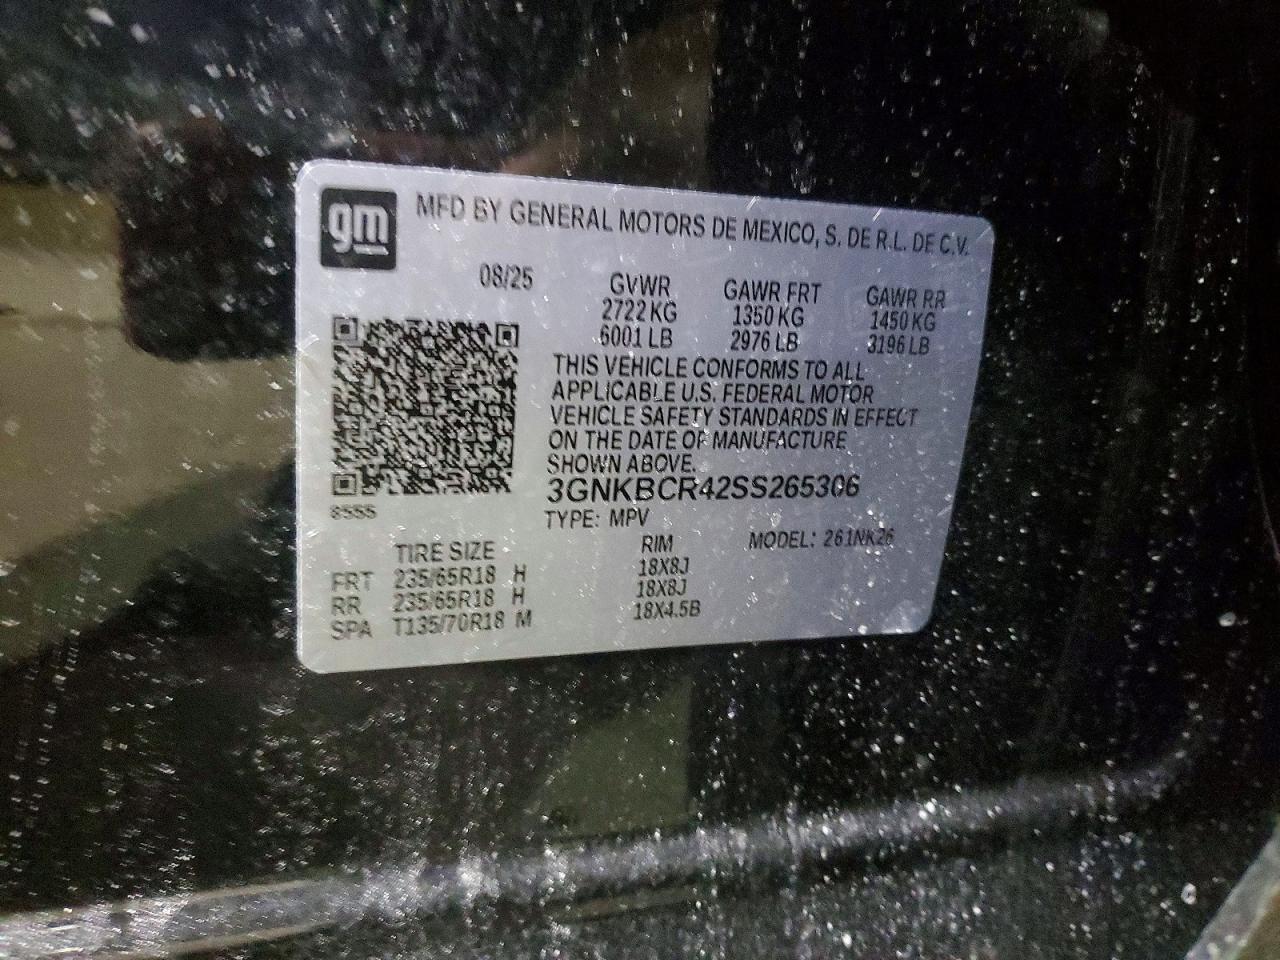 gm
MFD BY GENERAL MOTORS DE MEXICO, S. DE R.L. DE C.V.
08/25 GVWR GAWR FRT GAWR RR
2722 KG 1350 KG 1450 KG
6001 LB 2976 LB 3196 LB
THIS VEHICLE CONFORMS TO ALL
APPLICABLE U.S. FEDERAL MOTOR
VEHICLE SAFETY STANDARDS IN EFFECT
ON THE DATE OF MANUFACTURE
SHOWN ABOVE.
3GNKBCR42SS265306
8555
TYPE: MPV MODEL: 261NK26
TIRE SIZE RIM
FRT 235/65R18 H 18X8J
RR 235/65R18 H 18X8J
SPA T135/70R18 M 18X4.5B